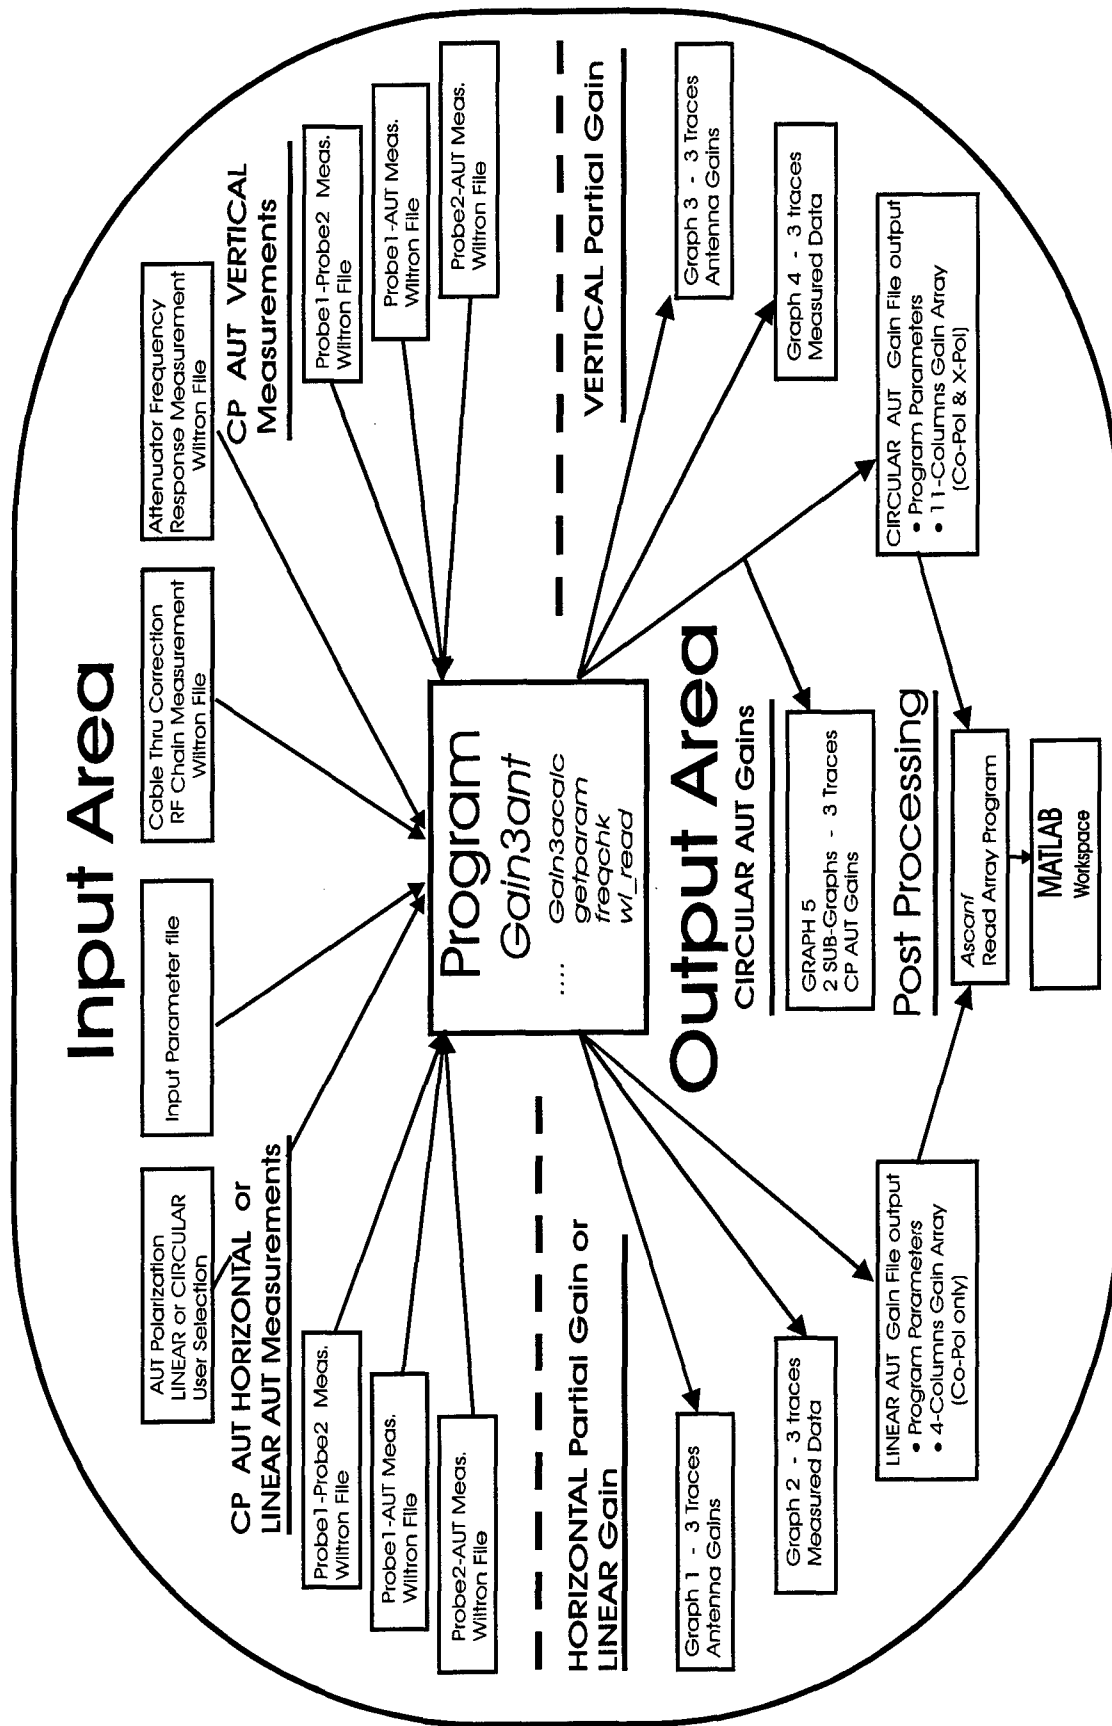 Input Area
AUT Polarization
LINEAR or CIRCULAR
User Selection
Input Parameter file
Cable Thru Correction
RF Chain Measurement
Wiltron File
Attenuator Frequency
Response Measurement
Wiltron File
CP AUT HORIZONTAL or
LINEAR AUT Measurements
Probe1-Probe2 Meas.
Wiltron File
Probe1-AUT Meas.
Wiltron File
Probe2-AUT Meas.
Wiltron File
CP AUT VERTICAL
Measurements
Probe1-Probe2 Meas.
Wiltron File
Probe1-AUT Meas.
Wiltron File
Probe2-AUT Meas.
Wiltron File
Program
Gain3ant
.... Gain3acalc
getparam
freqchk
wl_read
Output Area
HORIZONTAL Partial Gain or
LINEAR Gain
Graph 1 - 3 Traces
Antenna Gains
Graph 2 - 3 traces
Measured Data
LINEAR AUT Gain File output
• Program Parameters
• 4-Columns Gain Array
(Co-Pol only)
CIRCULAR AUT Gains
GRAPH 5
2 SUB-Graphs - 3 Traces
CP AUT Gains
VERTICAL Partial Gain
Graph 3 - 3 Traces
Antenna Gains
Graph 4 - 3 traces
Measured Data
CIRCULAR AUT Gain File output
• Program Parameters
• 11-Columns Gain Array
(Co-Pol & X-Pol)
Post Processing
Ascani
Read Array Program
MATLAB
Workspace